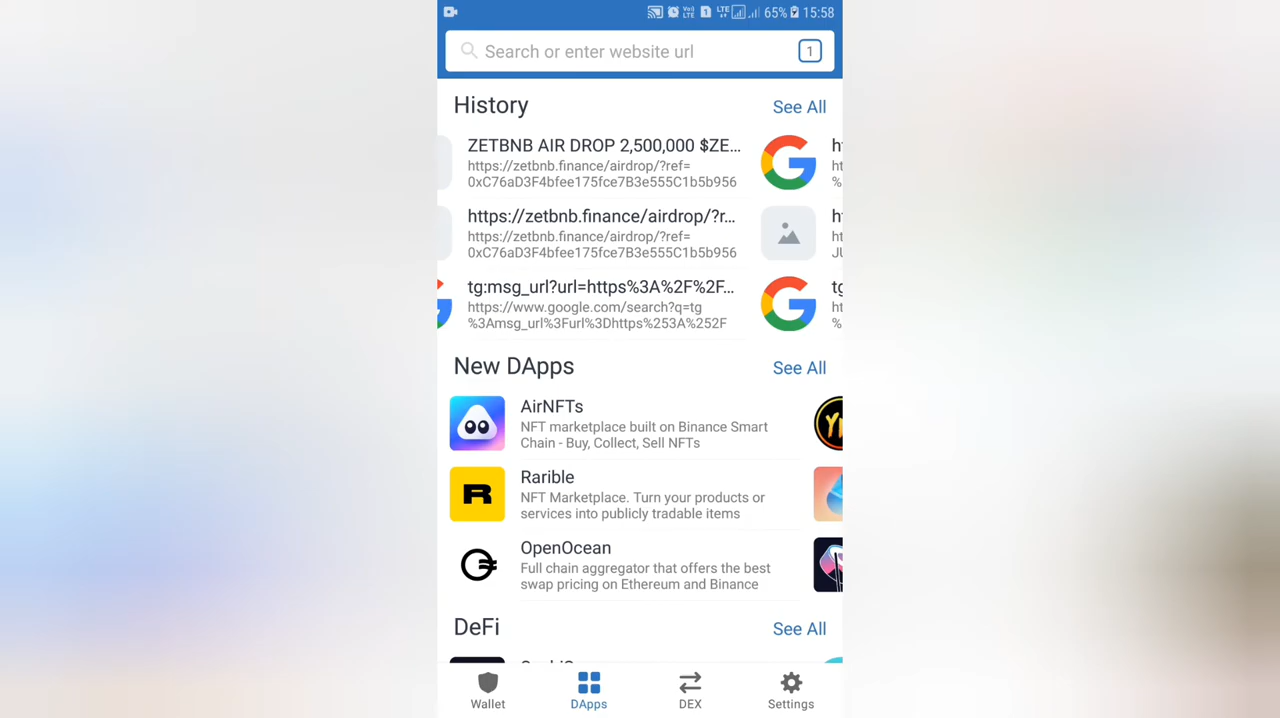 LTE 65% 15:58
Search or enter website url 1
History See All
ZETBNB AIR DROP 2,500,000 $ZE...
https://zetbnb.finance/airdrop/?ref=
0xC76aD3F4bfee175fce7B3e555C1b5b956
https://zetbnb.finance/airdrop/?r...
https://zetbnb.finance/airdrop/?ref=
0xC76aD3F4bfee175fce7B3e555C1b5b956
tg:msg_url?url=https%3A%2F%2F...
https://www.google.com/search?q=tg
%3Amsg_url%3Furl%3Dhttps%253A%252F
New DApps See All
AirNFTs
NFT marketplace built on Binance Smart
Chain - Buy, Collect, Sell NFTs
Rarible
NFT Marketplace. Turn your products or
services into publicly tradable items
OpenOcean
Full chain aggregator that offers the best
swap pricing on Ethereum and Binance
DeFi See All
Wallet DApps DEX Settings